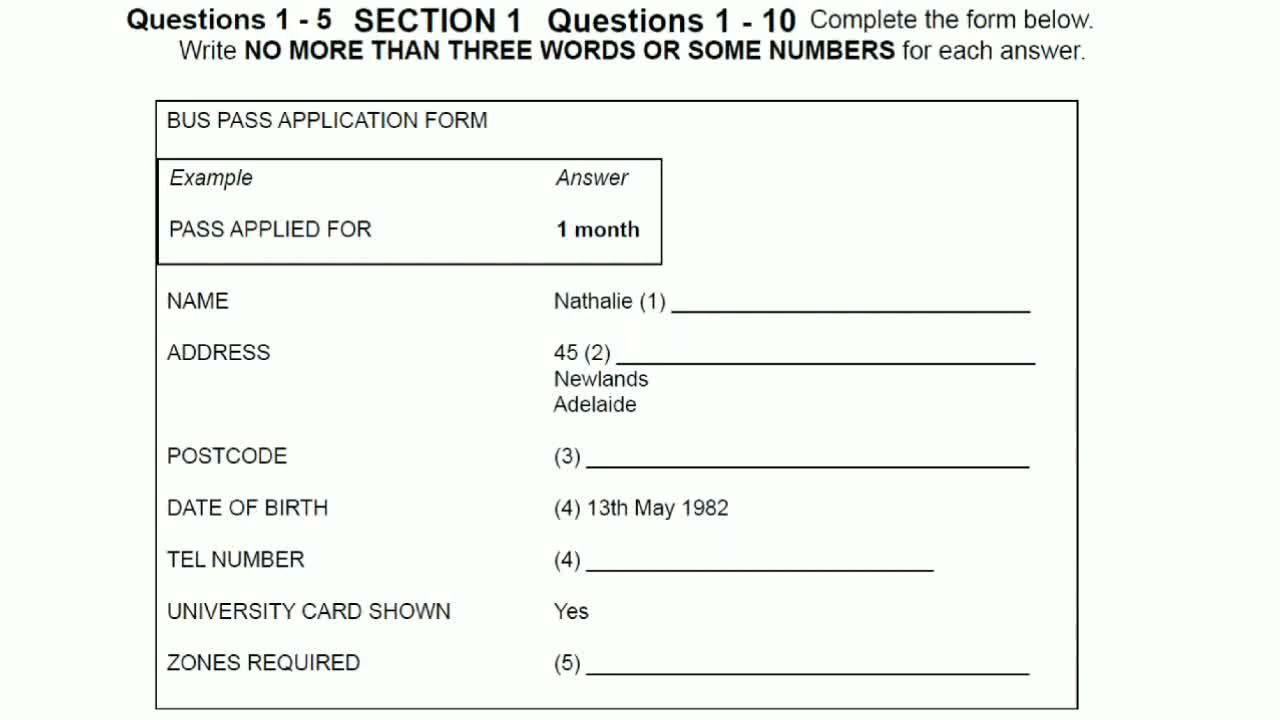 Questions 1 - 5 SECTION 1 Questions 1 - 10 Complete the form below.
Write NO MORE THAN THREE WORDS OR SOME NUMBERS for each answer.
BUS PASS APPLICATION FORM
Example Answer
PASS APPLIED FOR 1 month
NAME Nathalie (1)
ADDRESS 45 (2)
Newlands
Adelaide
POSTCODE (3)
DATE OF BIRTH (4) 13th May 1982
TEL NUMBER (4)
UNIVERSITY CARD SHOWN Yes
ZONES REQUIRED (5)